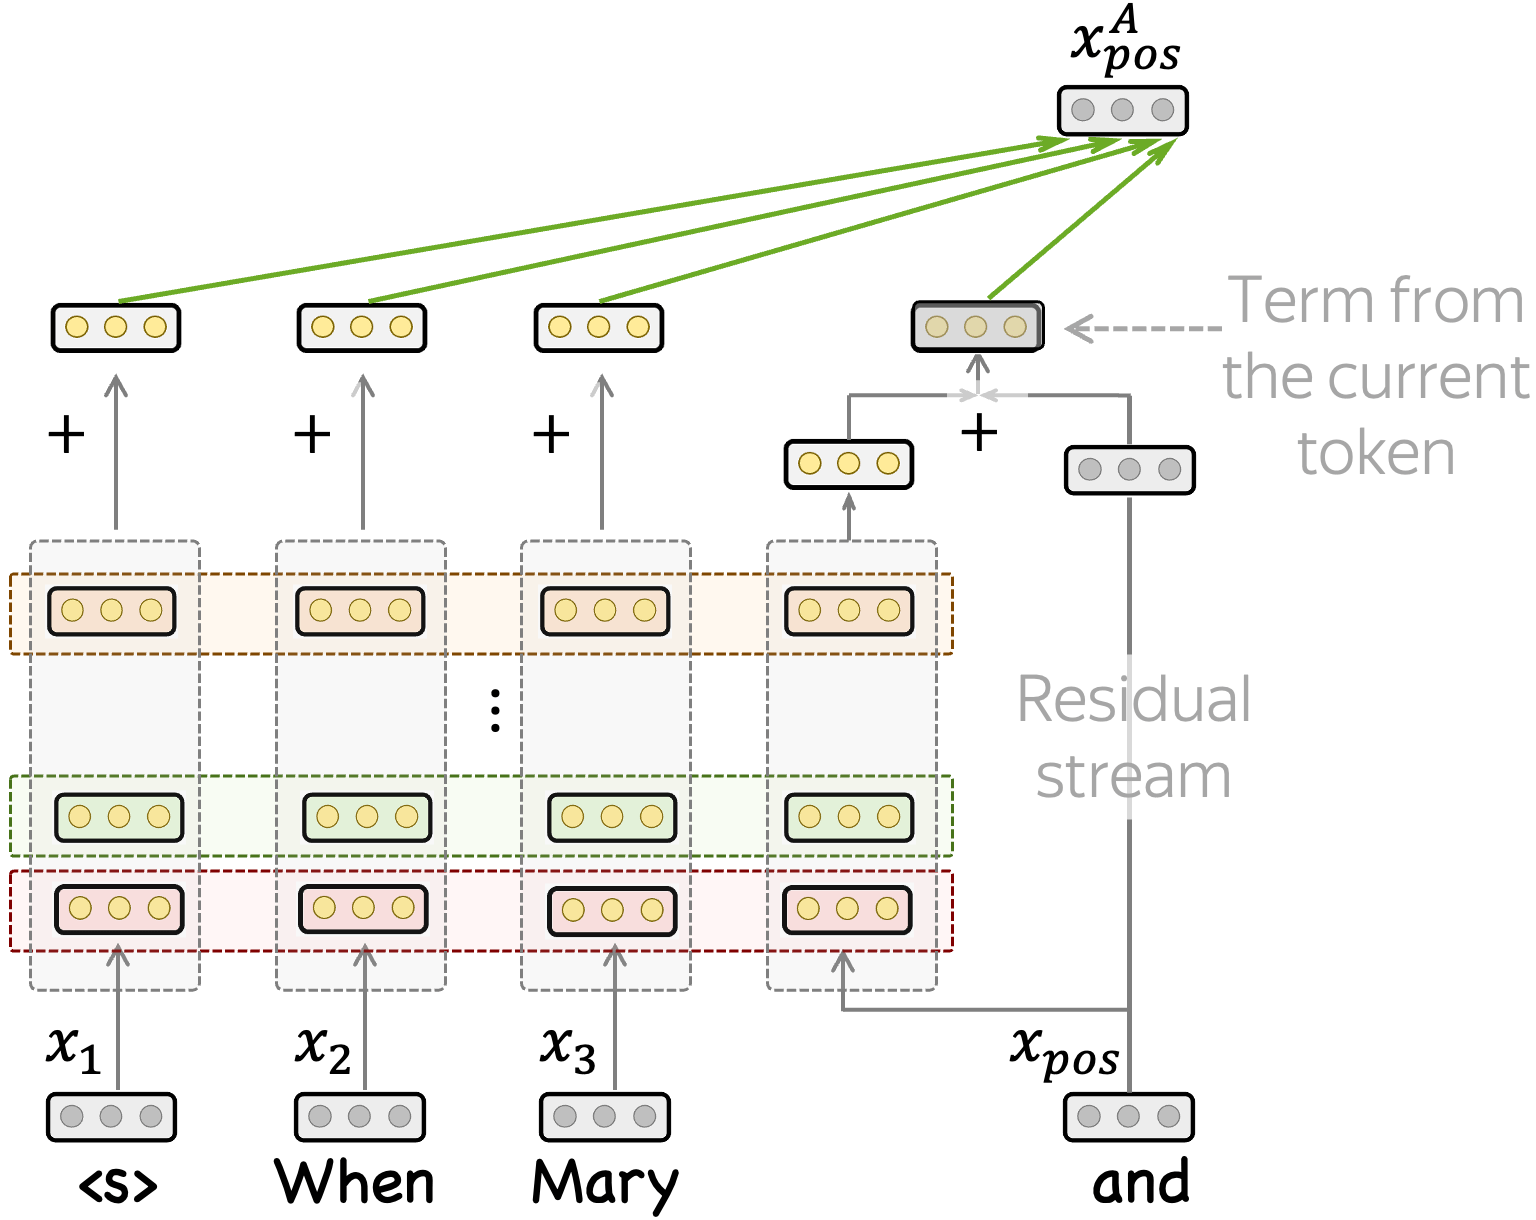 x_{pos}^{A}
Term from
the current
token
+ + + +
⋮
Residual
stream
x_1 x_2 x_3 x_{pos}
<s> When Mary and